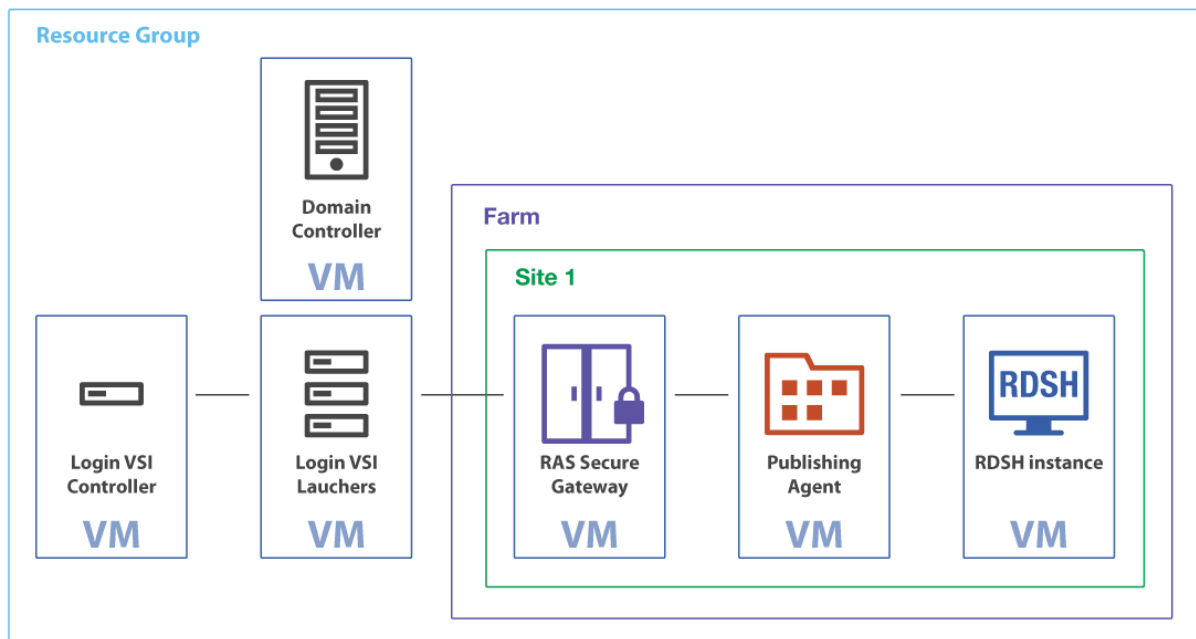 Resource Group
Domain
Controller
VM
Farm
Site 1
Login VSI
Controller
VM
Login VSI
Lauchers
VM
RAS Secure
Gateway
VM
Publishing
Agent
VM
RDSH
RDSH instance
VM